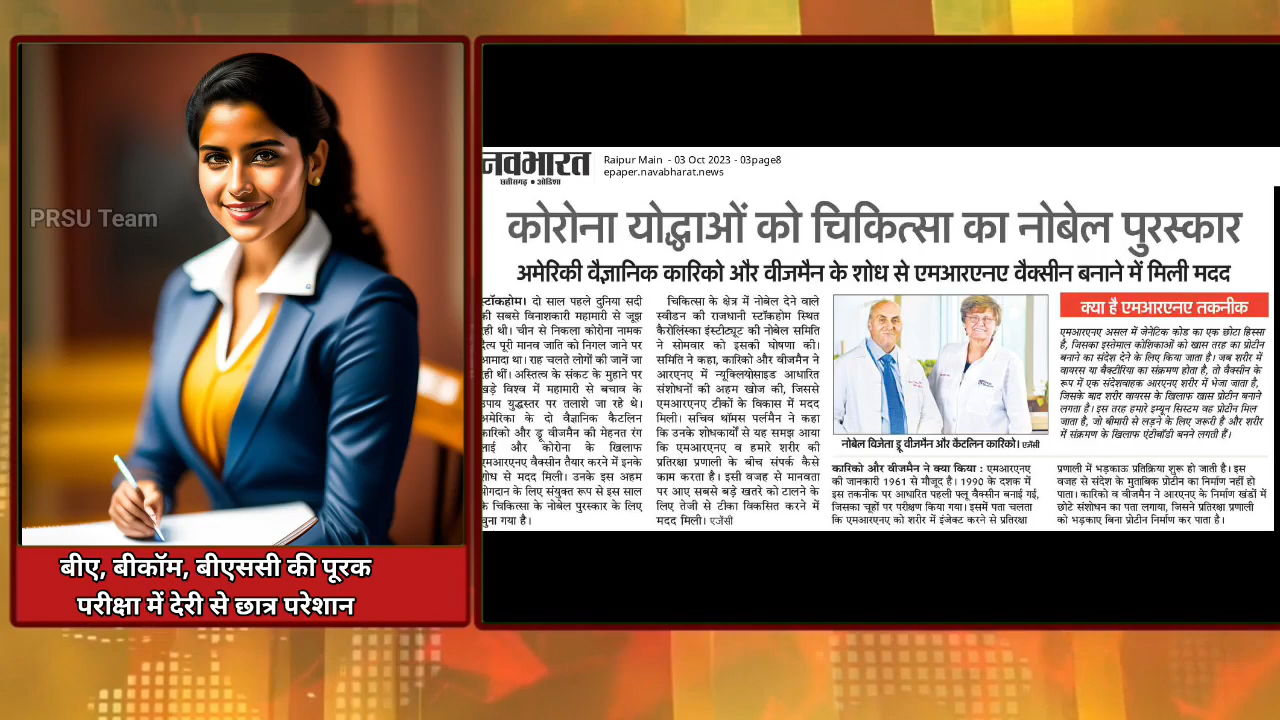 PRSU Team
बीए, बीकॉम, बीएससी की पूरक
परीक्षा में देरी से छात्र परेशान
नवभारत
छत्तीसगढ़ • ओडिशा
Raipur Main - 03 Oct 2023 - 03page8
epaper.navabharat.news
कोरोना योद्धाओं को चिकित्सा का नोबेल पुरस्कार
अमेरिकी वैज्ञानिक कारिको और वीजमैन के शोध से एमआरएनए वैक्सीन बनाने में मिली मदद
स्टॉकहोम। दो साल पहले दुनिया सदी
की सबसे विनाशकारी महामारी से जूझ
रही थी। चीन से निकला कोरोना नामक
दैत्य पूरी मानव जाति को निगल जाने पर
आमादा था। राह चलते लोगों की जानें जा
रही थीं। अस्तित्व के संकट के मुहाने पर
खड़े विश्व में महामारी से बचाव के
उपाय युद्धस्तर पर तलाशे जा रहे थे।
अमेरिका के दो वैज्ञानिक कैटलिन
कारिको और ड्रू वीजमैन की मेहनत रंग
लाई और कोरोना के खिलाफ
एमआरएनए वैक्सीन तैयार करने में इनके
शोध से मदद मिली। उनके इस अहम
योगदान के लिए संयुक्त रूप से इस साल
के चिकित्सा के नोबेल पुरस्कार के लिए
चुना गया है।
चिकित्सा के क्षेत्र में नोबेल देने वाले
स्वीडन की राजधानी स्टॉकहोम स्थित
कैरोलिंस्का इंस्टीट्यूट की नोबेल समिति
ने सोमवार को इसकी घोषणा की।
समिति ने कहा, कारिको और वीजमैन ने
आरएनए में न्यूक्लियोसाइड आधारित
संशोधनों की अहम खोज की, जिससे
एमआरएनए टीकों के विकास में मदद
मिली। सचिव थॉमस पर्लमैन ने कहा
कि उनके शोधकार्यों से यह समझ आया
कि एमआरएनए व हमारे शरीर को
प्रतिरक्षा प्रणाली के बीच संपर्क कैसे
काम करता है। इसी वजह से मानवता
पर आए सबसे बड़े खतरे को टालने के
लिए तेजी से टीका विकसित करने में
मदद मिली। एजेंसी
नोबेल विजेता ड्रू वीजमैन और कैटलिन कारिको। एजेंसी
कारिको और वीजमैन ने क्या किया : एमआरएनए
की जानकारी 1961 से मौजूद है। 1990 के दशक में
इस तकनीक पर आधारित पहली फ्लू वैक्सीन बनाई गई,
जिसका चूहों पर परीक्षण किया गया। इसमें पता चलता
कि एमआरएनए को शरीर में इंजेक्ट करने से प्रतिरक्षा
क्या है एमआरएनए तकनीक
एमआरएनए असल में जेनेटिक कोड का एक छोटा हिस्सा
है, जिसका इस्तेमाल कोशिकाओं को खास तरह का प्रोटीन
बनाने का संदेश देने के लिए किया जाता है। जब शरीर में
वायरस या बैक्टीरिया का संक्रमण होता है, तो वैक्सीन के
रूप में एक संदेशवाहक आरएनए शरीर में भेजा जाता है,
जिसके बाद शरीर वायरस के खिलाफ खास प्रोटीन बनाने
लगता है। इस तरह हमारे इम्यून सिस्टम वह प्रोटीन मिल
जाता है, जो बीमारी से लड़ने के लिए जरूरी है और शरीर
में संक्रमण के खिलाफ एंटीबॉडी बनने लगती हैं।
प्रणाली में भड़काऊ प्रतिक्रिया शुरू हो जाती है। इस
वजह से संदेश के मुताबिक प्रोटीन का निर्माण नहीं हो
पाता। कारिको व वीजमैन ने आरएनए के निर्माण खंडों में
छोटे संशोधन का पता लगाया, जिसने प्रतिरक्षा प्रणाली
को भड़काए बिना प्रोटीन निर्माण कर पाता है।